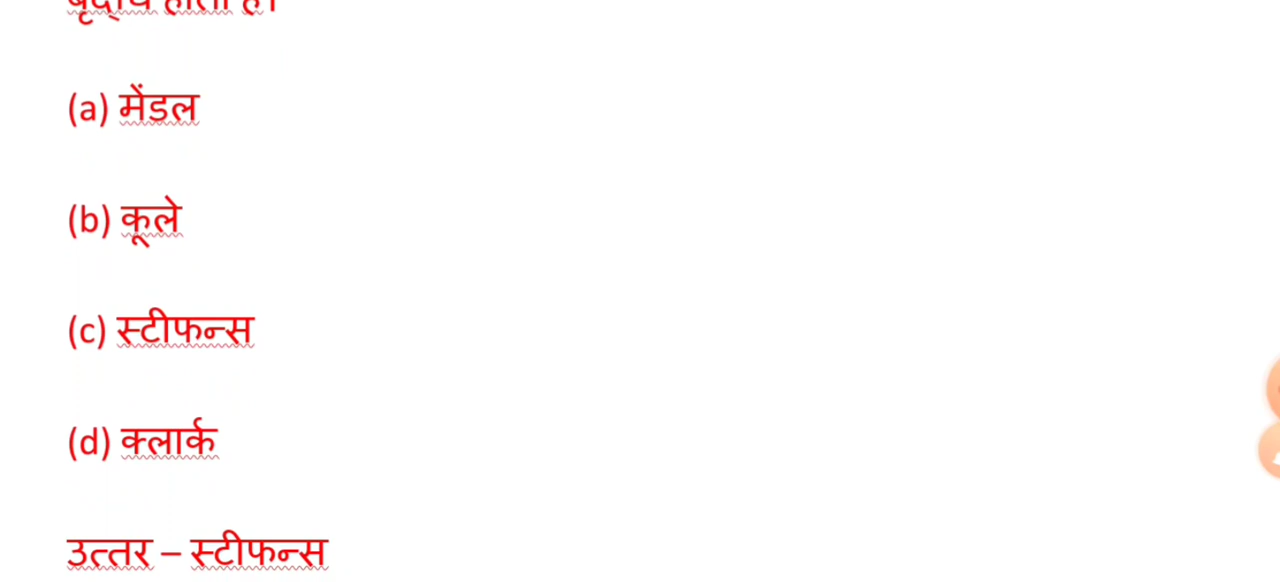 होती है।
(a) मेंडल
(b) कूले
(c) स्टीफन्स
(d) क्लार्क
उत्तर – स्टीफन्स